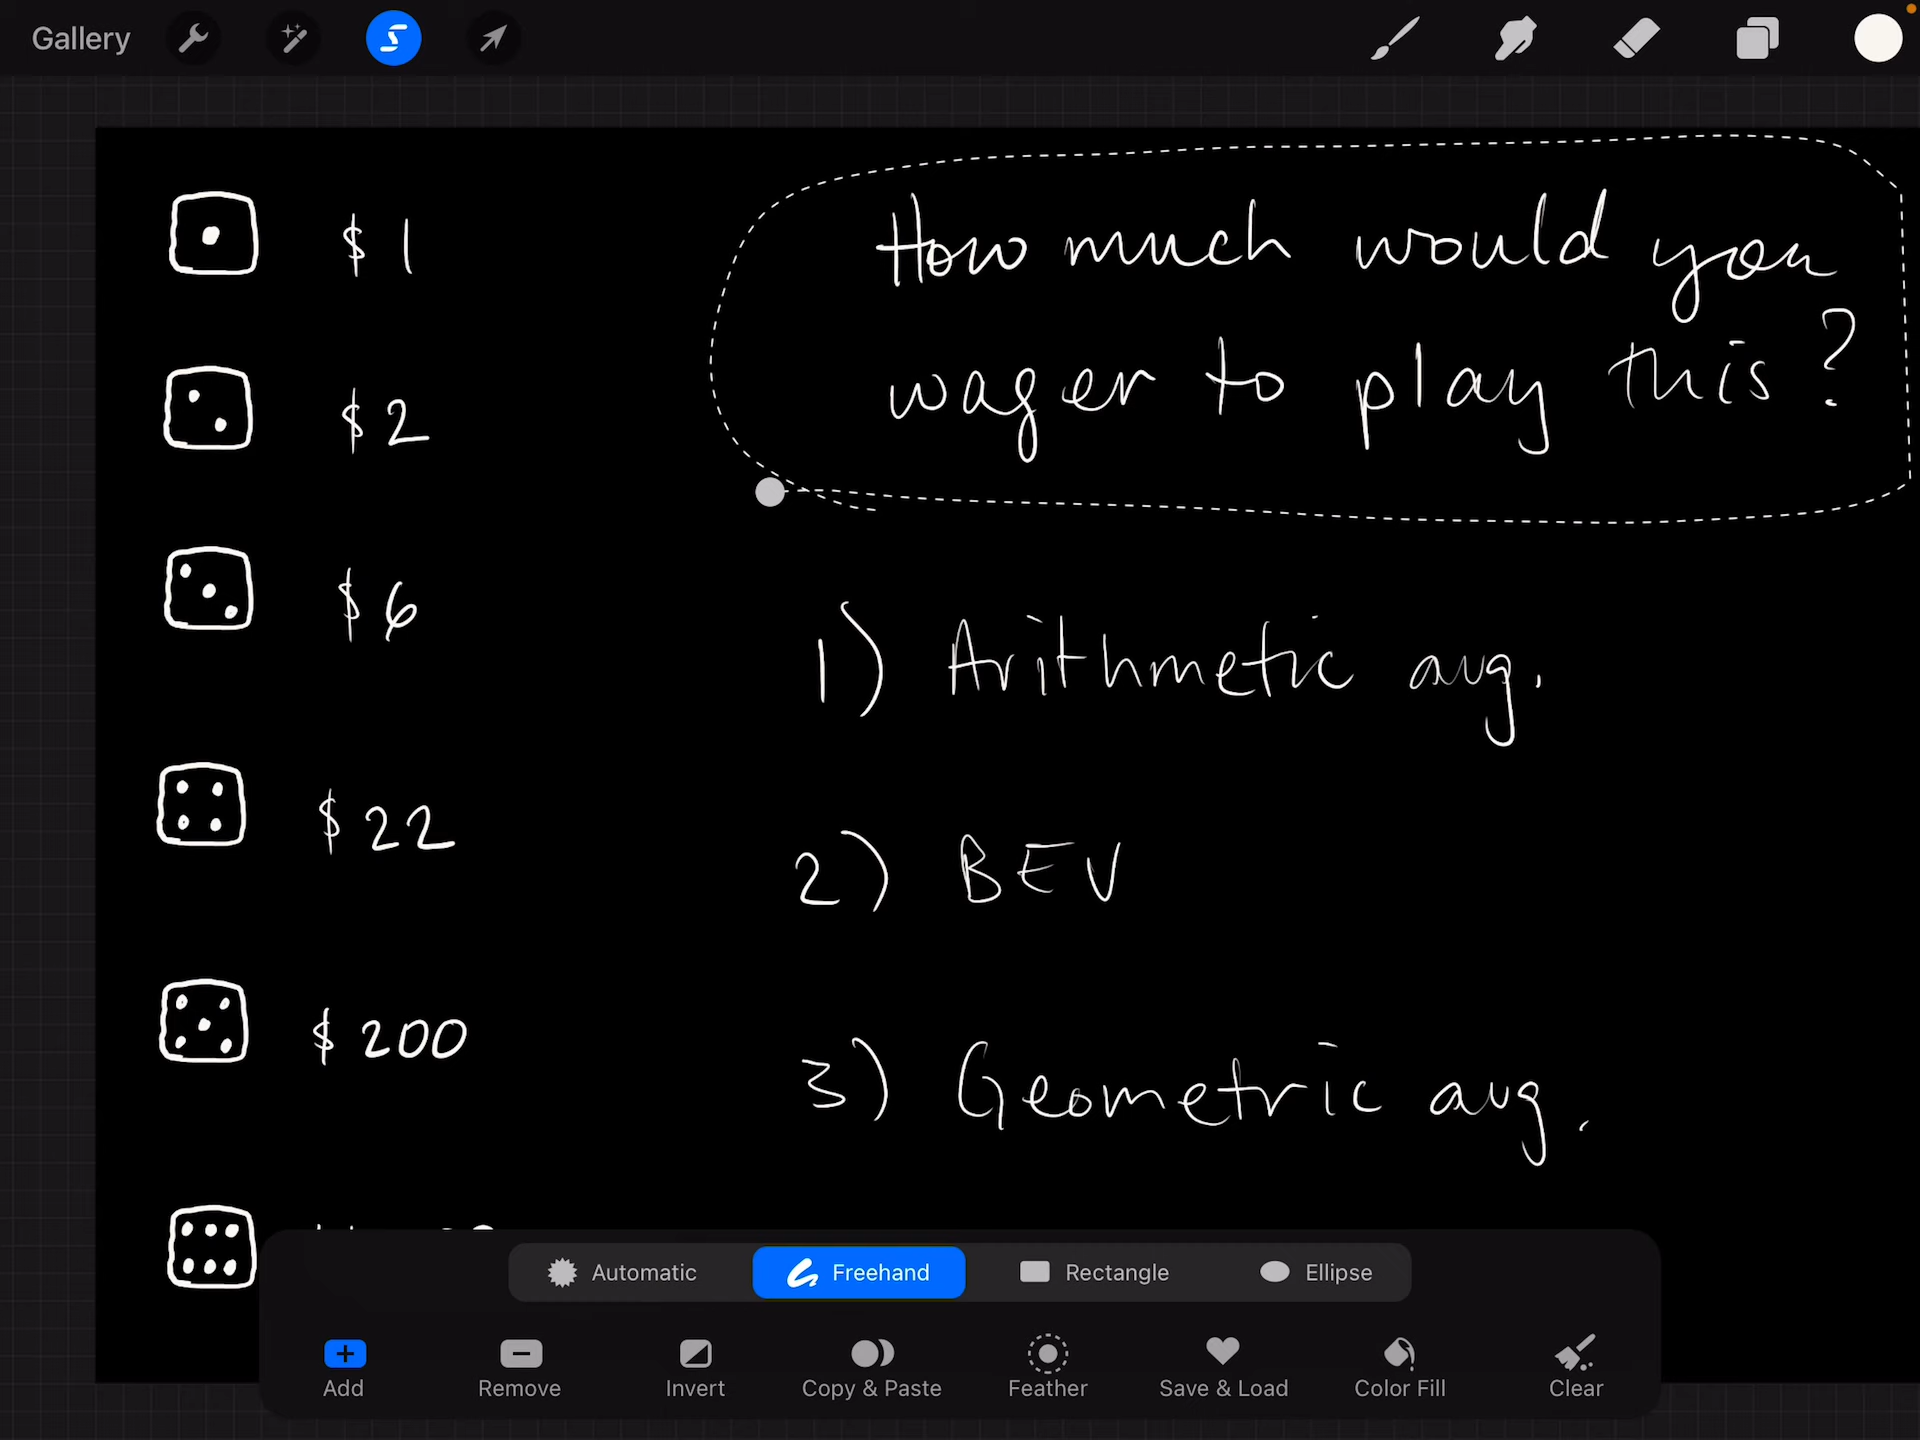 Gallery
$ 1
How much would you
wager to play this?
$ 2
$ 6
1) Arithmetic avg.
$ 22
2) BEV
$ 200
3) Geometric avg.
Automatic
Freehand
Rectangle
Ellipse
Add
Remove
Invert
Copy & Paste
Feather
Save & Load
Color Fill
Clear